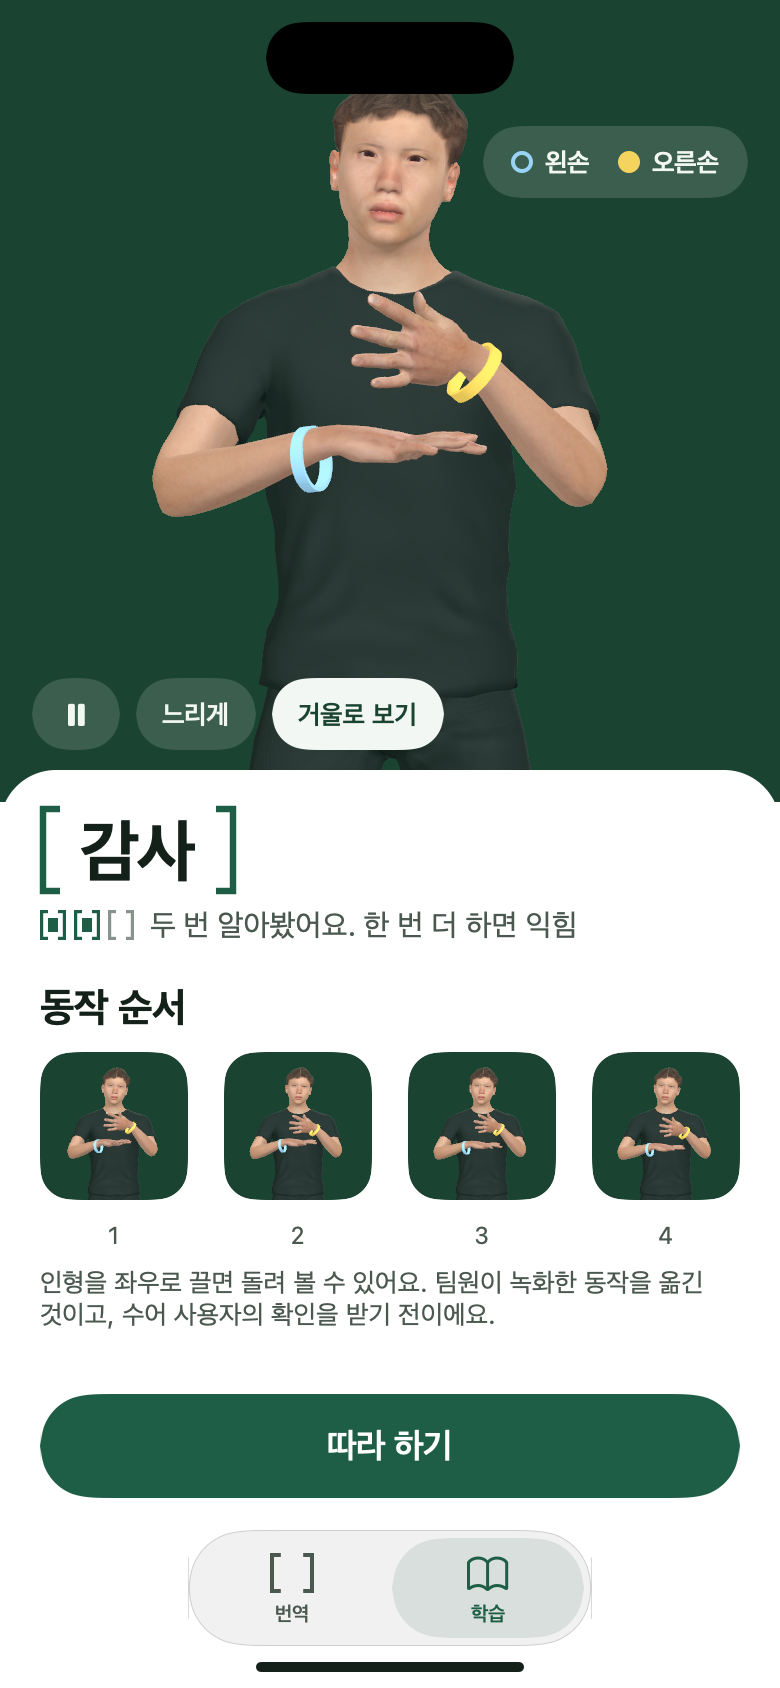 왼손 오른손
느리게 거울로 보기
[ 감사 ]
두 번 알아봤어요. 한 번 더 하면 익힘
동작 순서
1 2 3 4
인형을 좌우로 끌면 돌려 볼 수 있어요. 팀원이 녹화한 동작을 옮긴
것이고, 수어 사용자의 확인을 받기 전이에요.
따라 하기
번역 학습